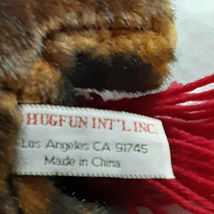 HUGFUN INT'L INC.
Los Angeles CA 91745
Made in China